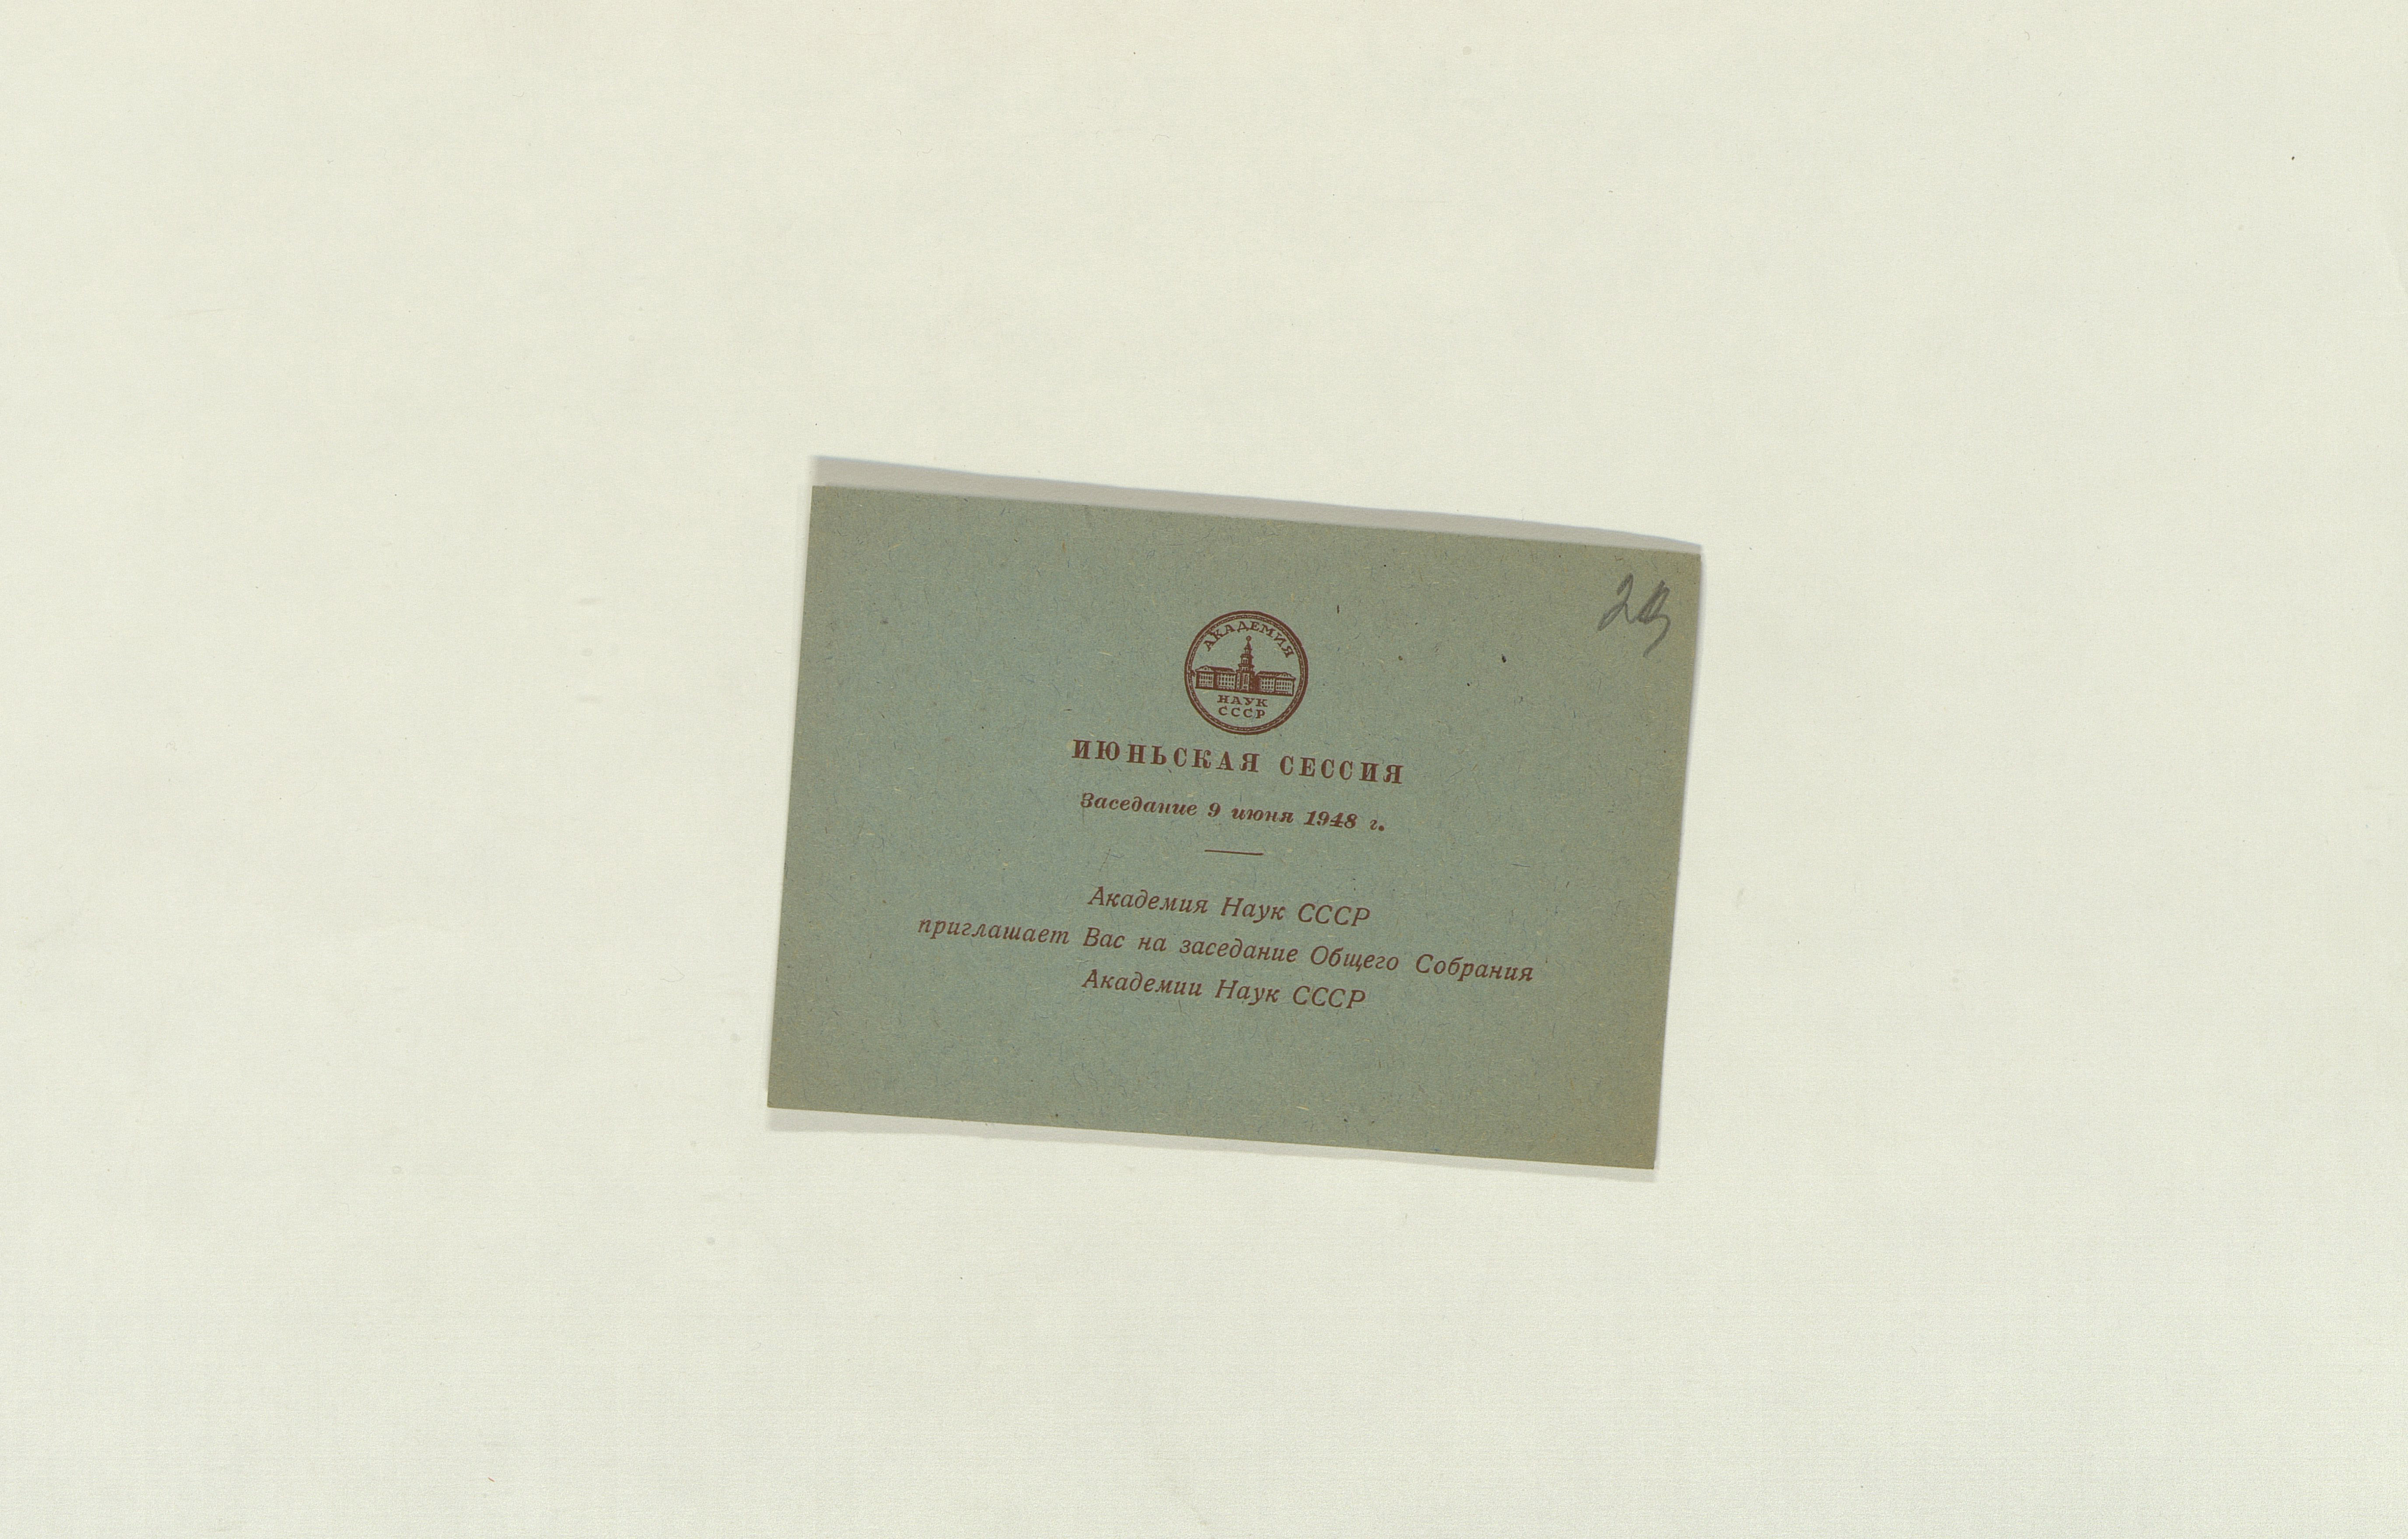 АКАДЕМИЯ
НАУК
СССР
ИЮНЬСКАЯ СЕССИЯ
Заседание 9 июня 1948 г.
Академия Наук СССР
приглашает Вас на заседание Общего Собрания
Академии Наук СССР